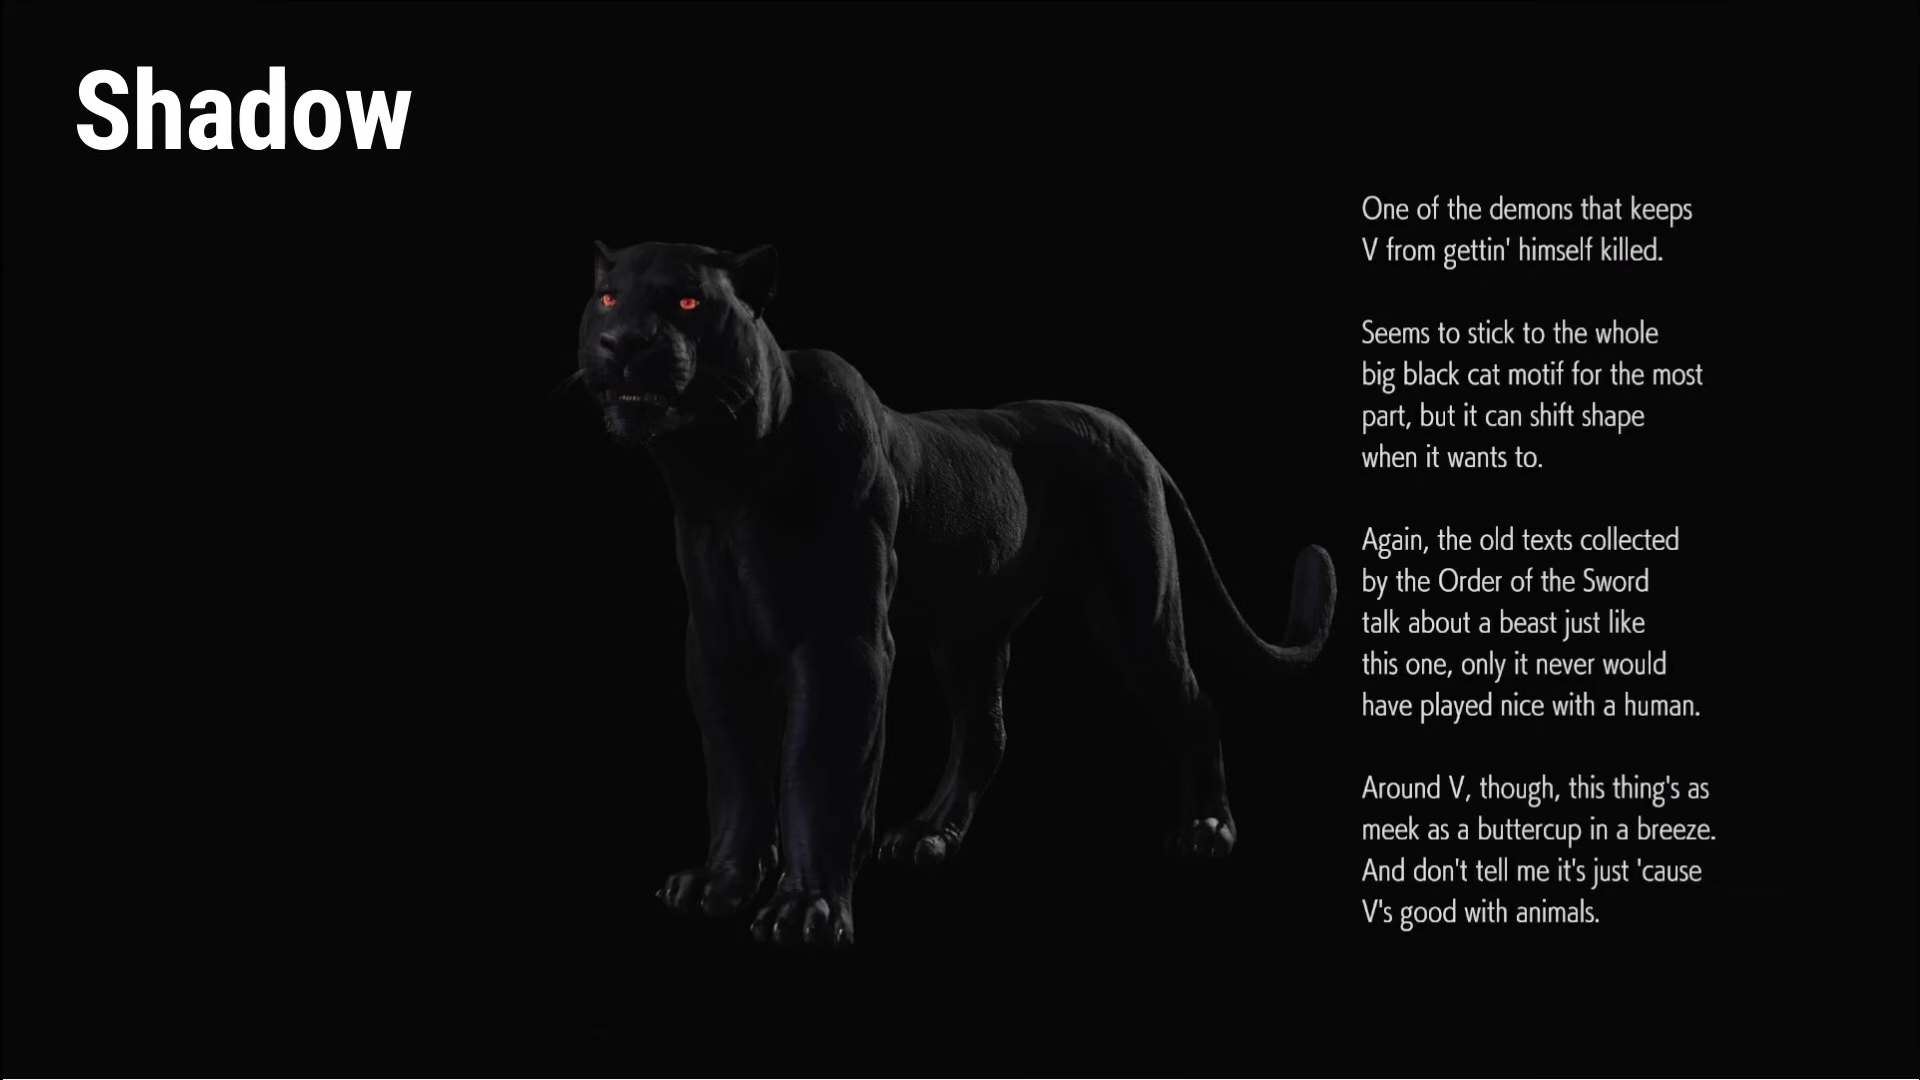 Shadow
One of the demons that keeps
V from gettin' himself killed.
Seems to stick to the whole
big black cat motif for the most
part, but it can shift shape
when it wants to.
Again, the old texts collected
by the Order of the Sword
talk about a beast just like
this one, only it never would
have played nice with a human.
Around V, though, this thing's as
meek as a buttercup in a breeze.
And don't tell me it's just 'cause
V's good with animals.